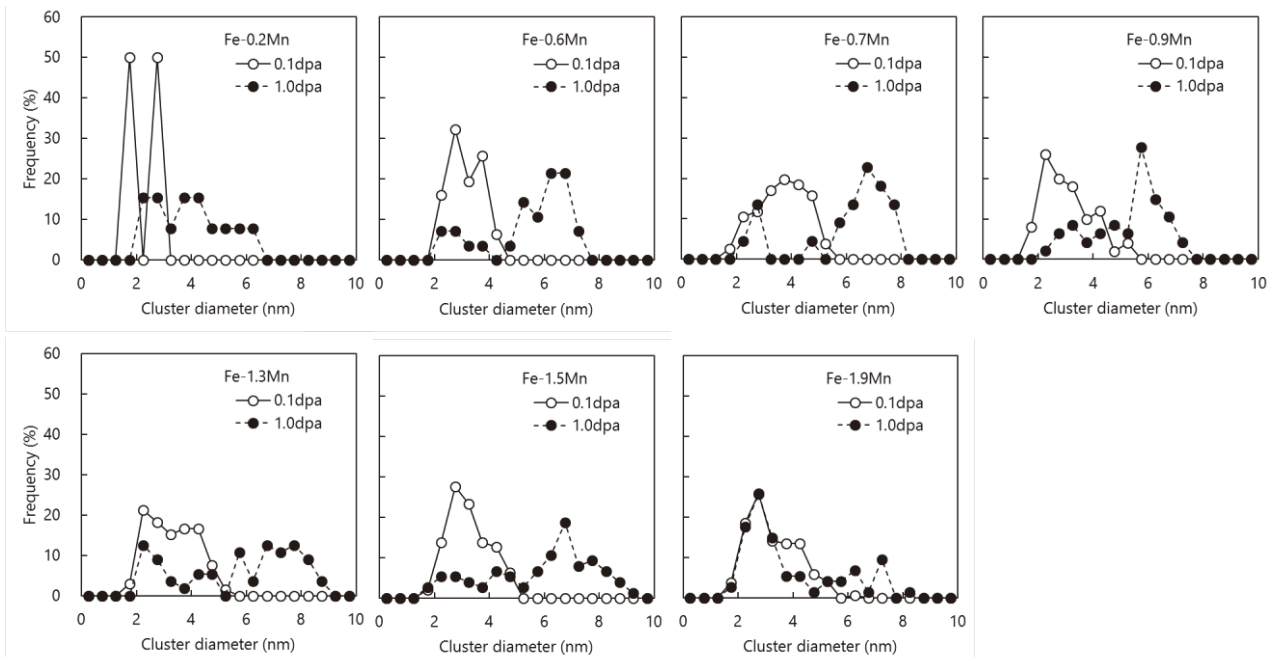 Fe-0.2Mn
0.1dpa
1.0dpa
Frequency (%)
60
50
40
30
20
10
0
0 2 4 6 8 10
Cluster diameter (nm)
Fe-0.6Mn
0.1dpa
1.0dpa
0 2 4 6 8 10
Cluster diameter (nm)
Fe-0.7Mn
0.1dpa
1.0dpa
0 2 4 6 8 10
Cluster diameter (nm)
Fe-0.9Mn
0.1dpa
1.0dpa
0 2 4 6 8 10
Cluster diameter (nm)
Fe-1.3Mn
0.1dpa
1.0dpa
Frequency (%)
60
50
40
30
20
10
0
0 2 4 6 8 10
Cluster diameter (nm)
Fe-1.5Mn
0.1dpa
1.0dpa
0 2 4 6 8 10
Cluster diameter (nm)
Fe-1.9Mn
0.1dpa
1.0dpa
0 2 4 6 8 10
Cluster diameter (nm)